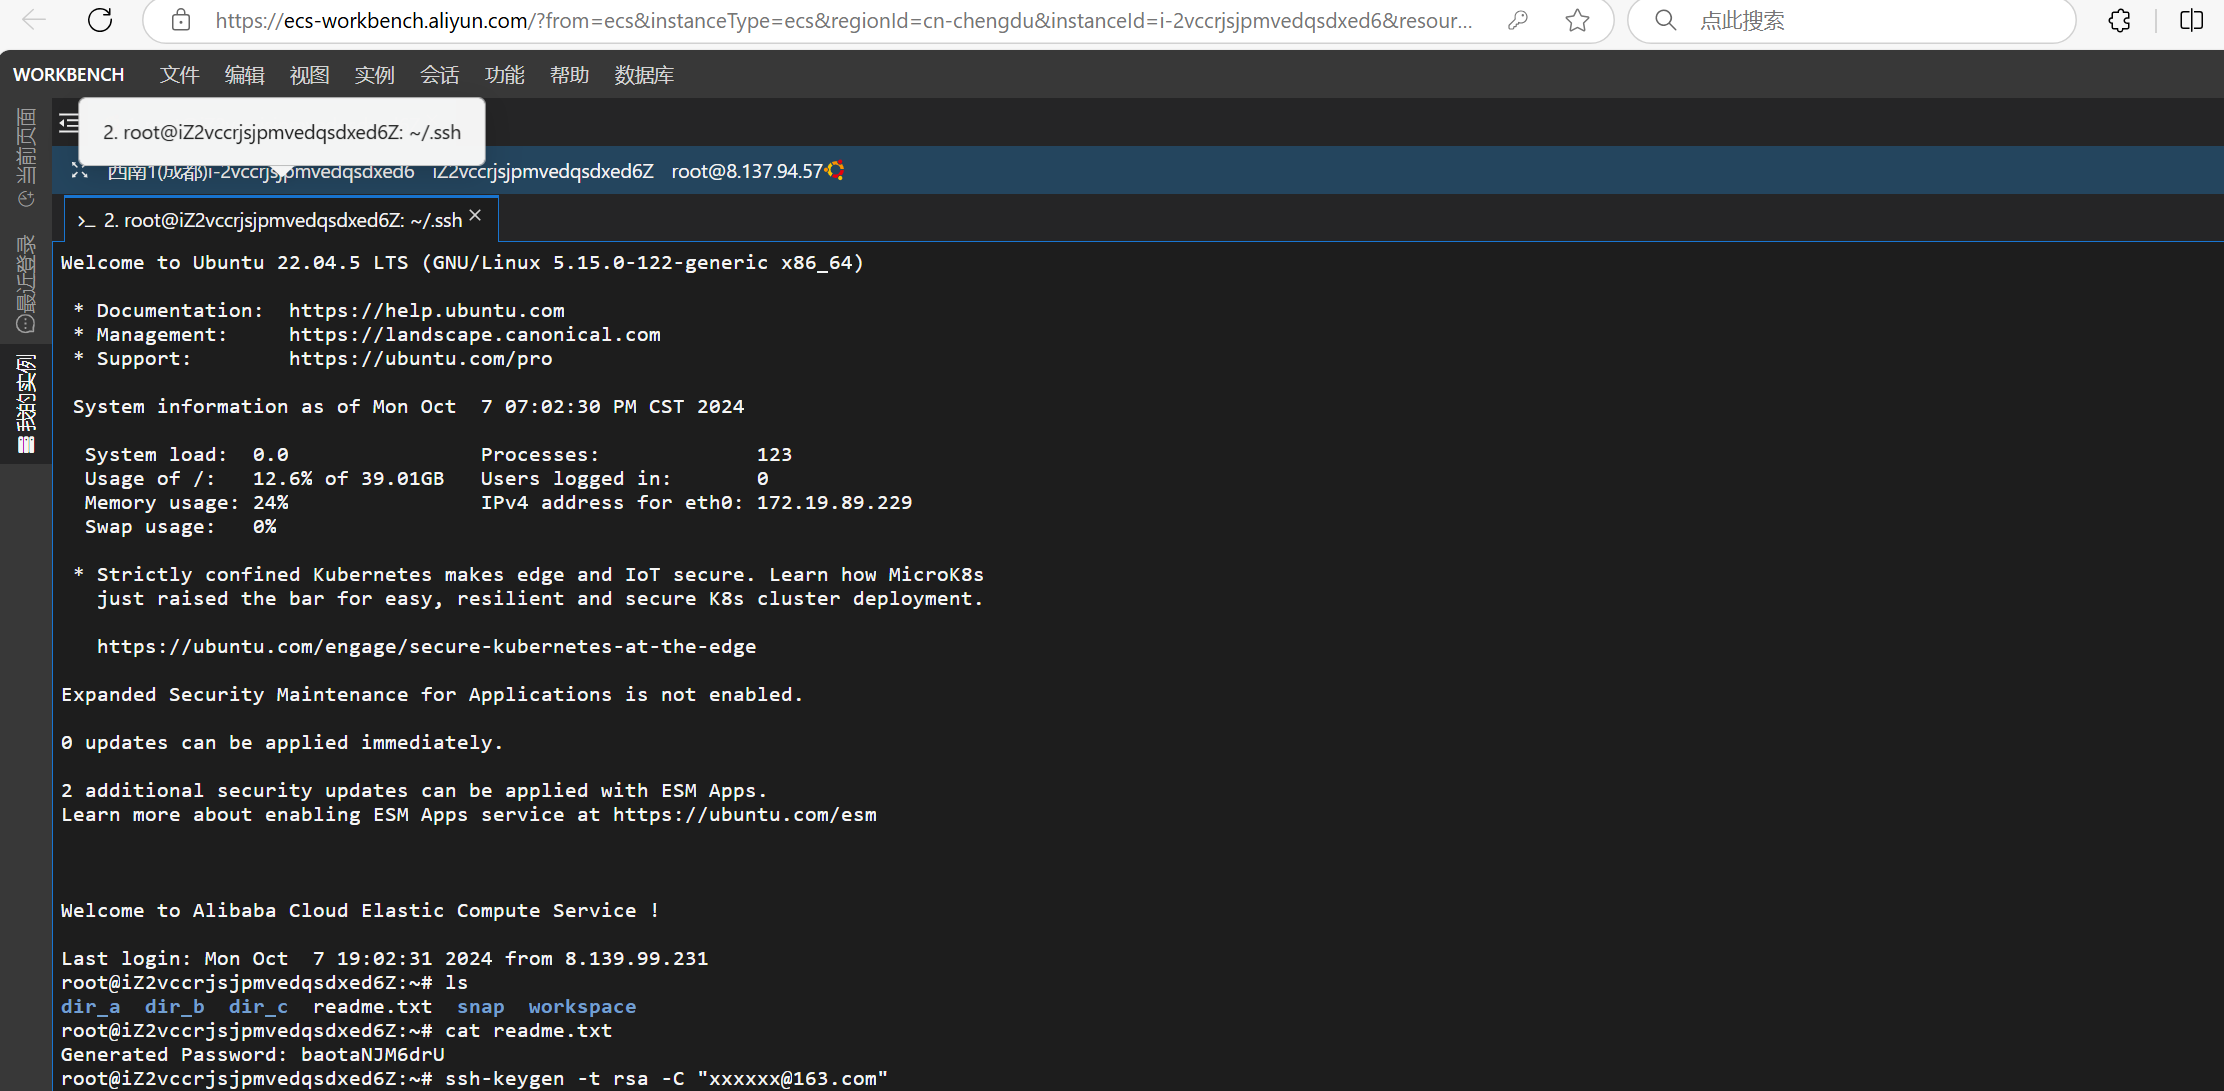 https://ecs-workbench.aliyun.com/?from=ecs&instanceType=ecs&regionId=cn-chengdu&instanceId=i-2vccrjsjpmvedqsdxed6&resour...
点此搜索
WORKBENCH 文件 编辑 视图 实例 会话 功能 帮助 数据库
当前页面
最近登录
我的实例
2. root@iZ2vccrjsjpmvedqsdxed6Z: ~/.ssh
西南1(成都)i-2vccrjsjpmvedqsdxed6 iZ2vccrjsjpmvedqsdxed6Z root@8.137.94.57
>_ 2. root@iZ2vccrjsjpmvedqsdxed6Z: ~/.ssh
Welcome to Ubuntu 22.04.5 LTS (GNU/Linux 5.15.0-122-generic x86_64)
* Documentation: https://help.ubuntu.com
* Management: https://landscape.canonical.com
* Support: https://ubuntu.com/pro
System information as of Mon Oct 7 07:02:30 PM CST 2024
System load: 0.0 Processes: 123
Usage of /: 12.6% of 39.01GB Users logged in: 0
Memory usage: 24% IPv4 address for eth0: 172.19.89.229
Swap usage: 0%
* Strictly confined Kubernetes makes edge and IoT secure. Learn how MicroK8s
just raised the bar for easy, resilient and secure K8s cluster deployment.
https://ubuntu.com/engage/secure-kubernetes-at-the-edge
Expanded Security Maintenance for Applications is not enabled.
0 updates can be applied immediately.
2 additional security updates can be applied with ESM Apps.
Learn more about enabling ESM Apps service at https://ubuntu.com/esm
Welcome to Alibaba Cloud Elastic Compute Service !
Last login: Mon Oct 7 19:02:31 2024 from 8.139.99.231
root@iZ2vccrjsjpmvedqsdxed6Z:~# ls
dir_a dir_b dir_c readme.txt snap workspace
root@iZ2vccrjsjpmvedqsdxed6Z:~# cat readme.txt
Generated Password: baotaNJM6drU
root@iZ2vccrjsjpmvedqsdxed6Z:~# ssh-keygen -t rsa -C "xxxxxx@163.com"